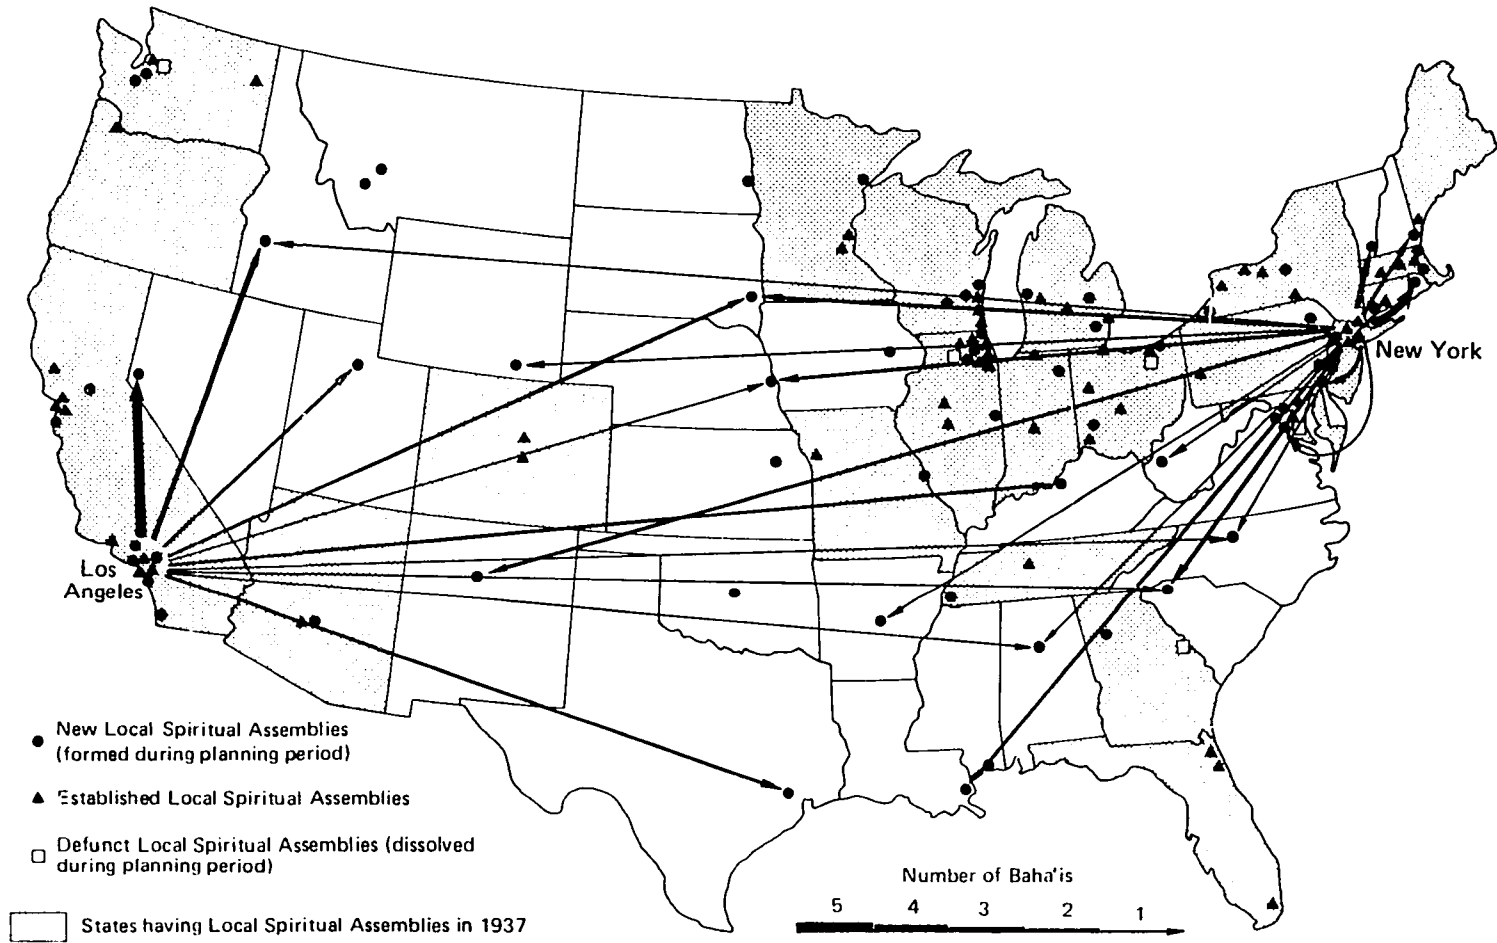 New York
Los
Angeles
New Local Spiritual Assemblies
(formed during planning period)
Established Local Spiritual Assemblies
Defunct Local Spiritual Assemblies (dissolved
during planning period)
States having Local Spiritual Assemblies in 1937
Number of Baha'is
5 4 3 2 1